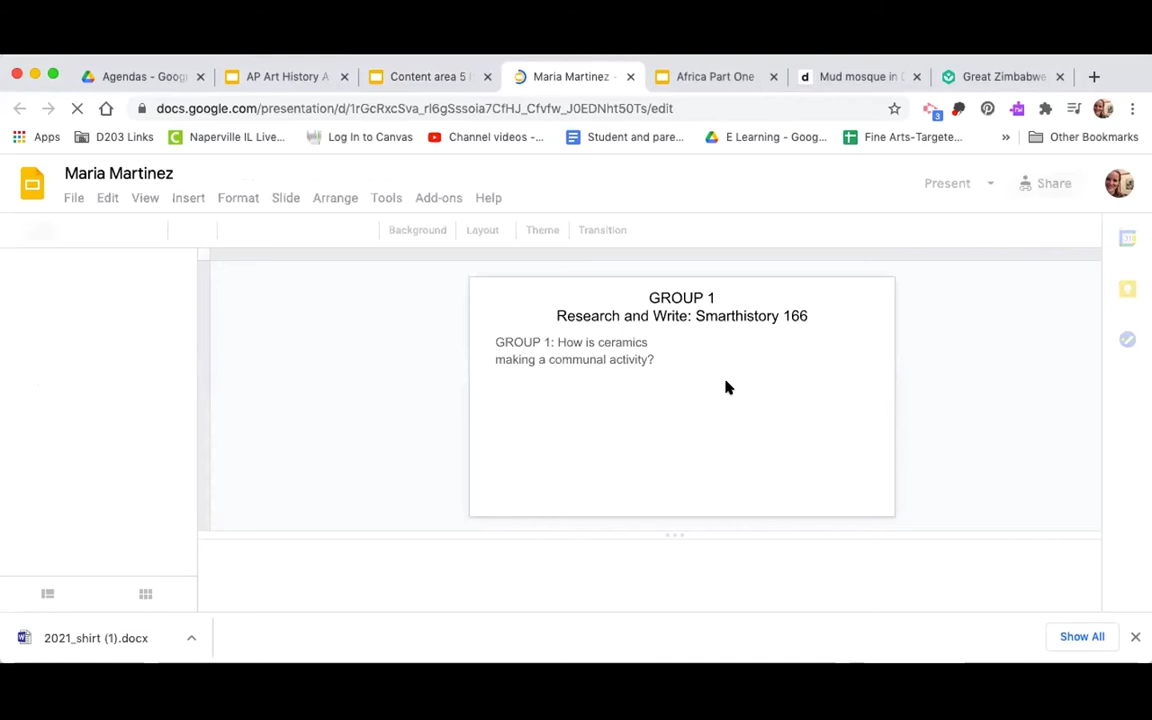 Agendas - Goog
AP Art History A
Content area 5
Maria Martinez -
Africa Part One
Mud mosque in
Great Zimbabwe
docs.google.com/presentation/d/1rGcRxcSva_rl6gSssoia7CfHJ_Cfvfw_J0EDNht50Ts/edit
3
Apps
D203 Links
Naperville IL Live...
Log In to Canvas
Channel videos -...
Student and pare...
E Learning - Goog...
Fine Arts-Targete...
»
Other Bookmarks
Maria Martinez
File Edit View Insert Format Slide Arrange Tools Add-ons Help
Present
Share
Background Layout Theme Transition
31
GROUP 1
Research and Write: Smarthistory 166
GROUP 1: How is ceramics
making a communal activity?
2021_shirt (1).docx
Show All